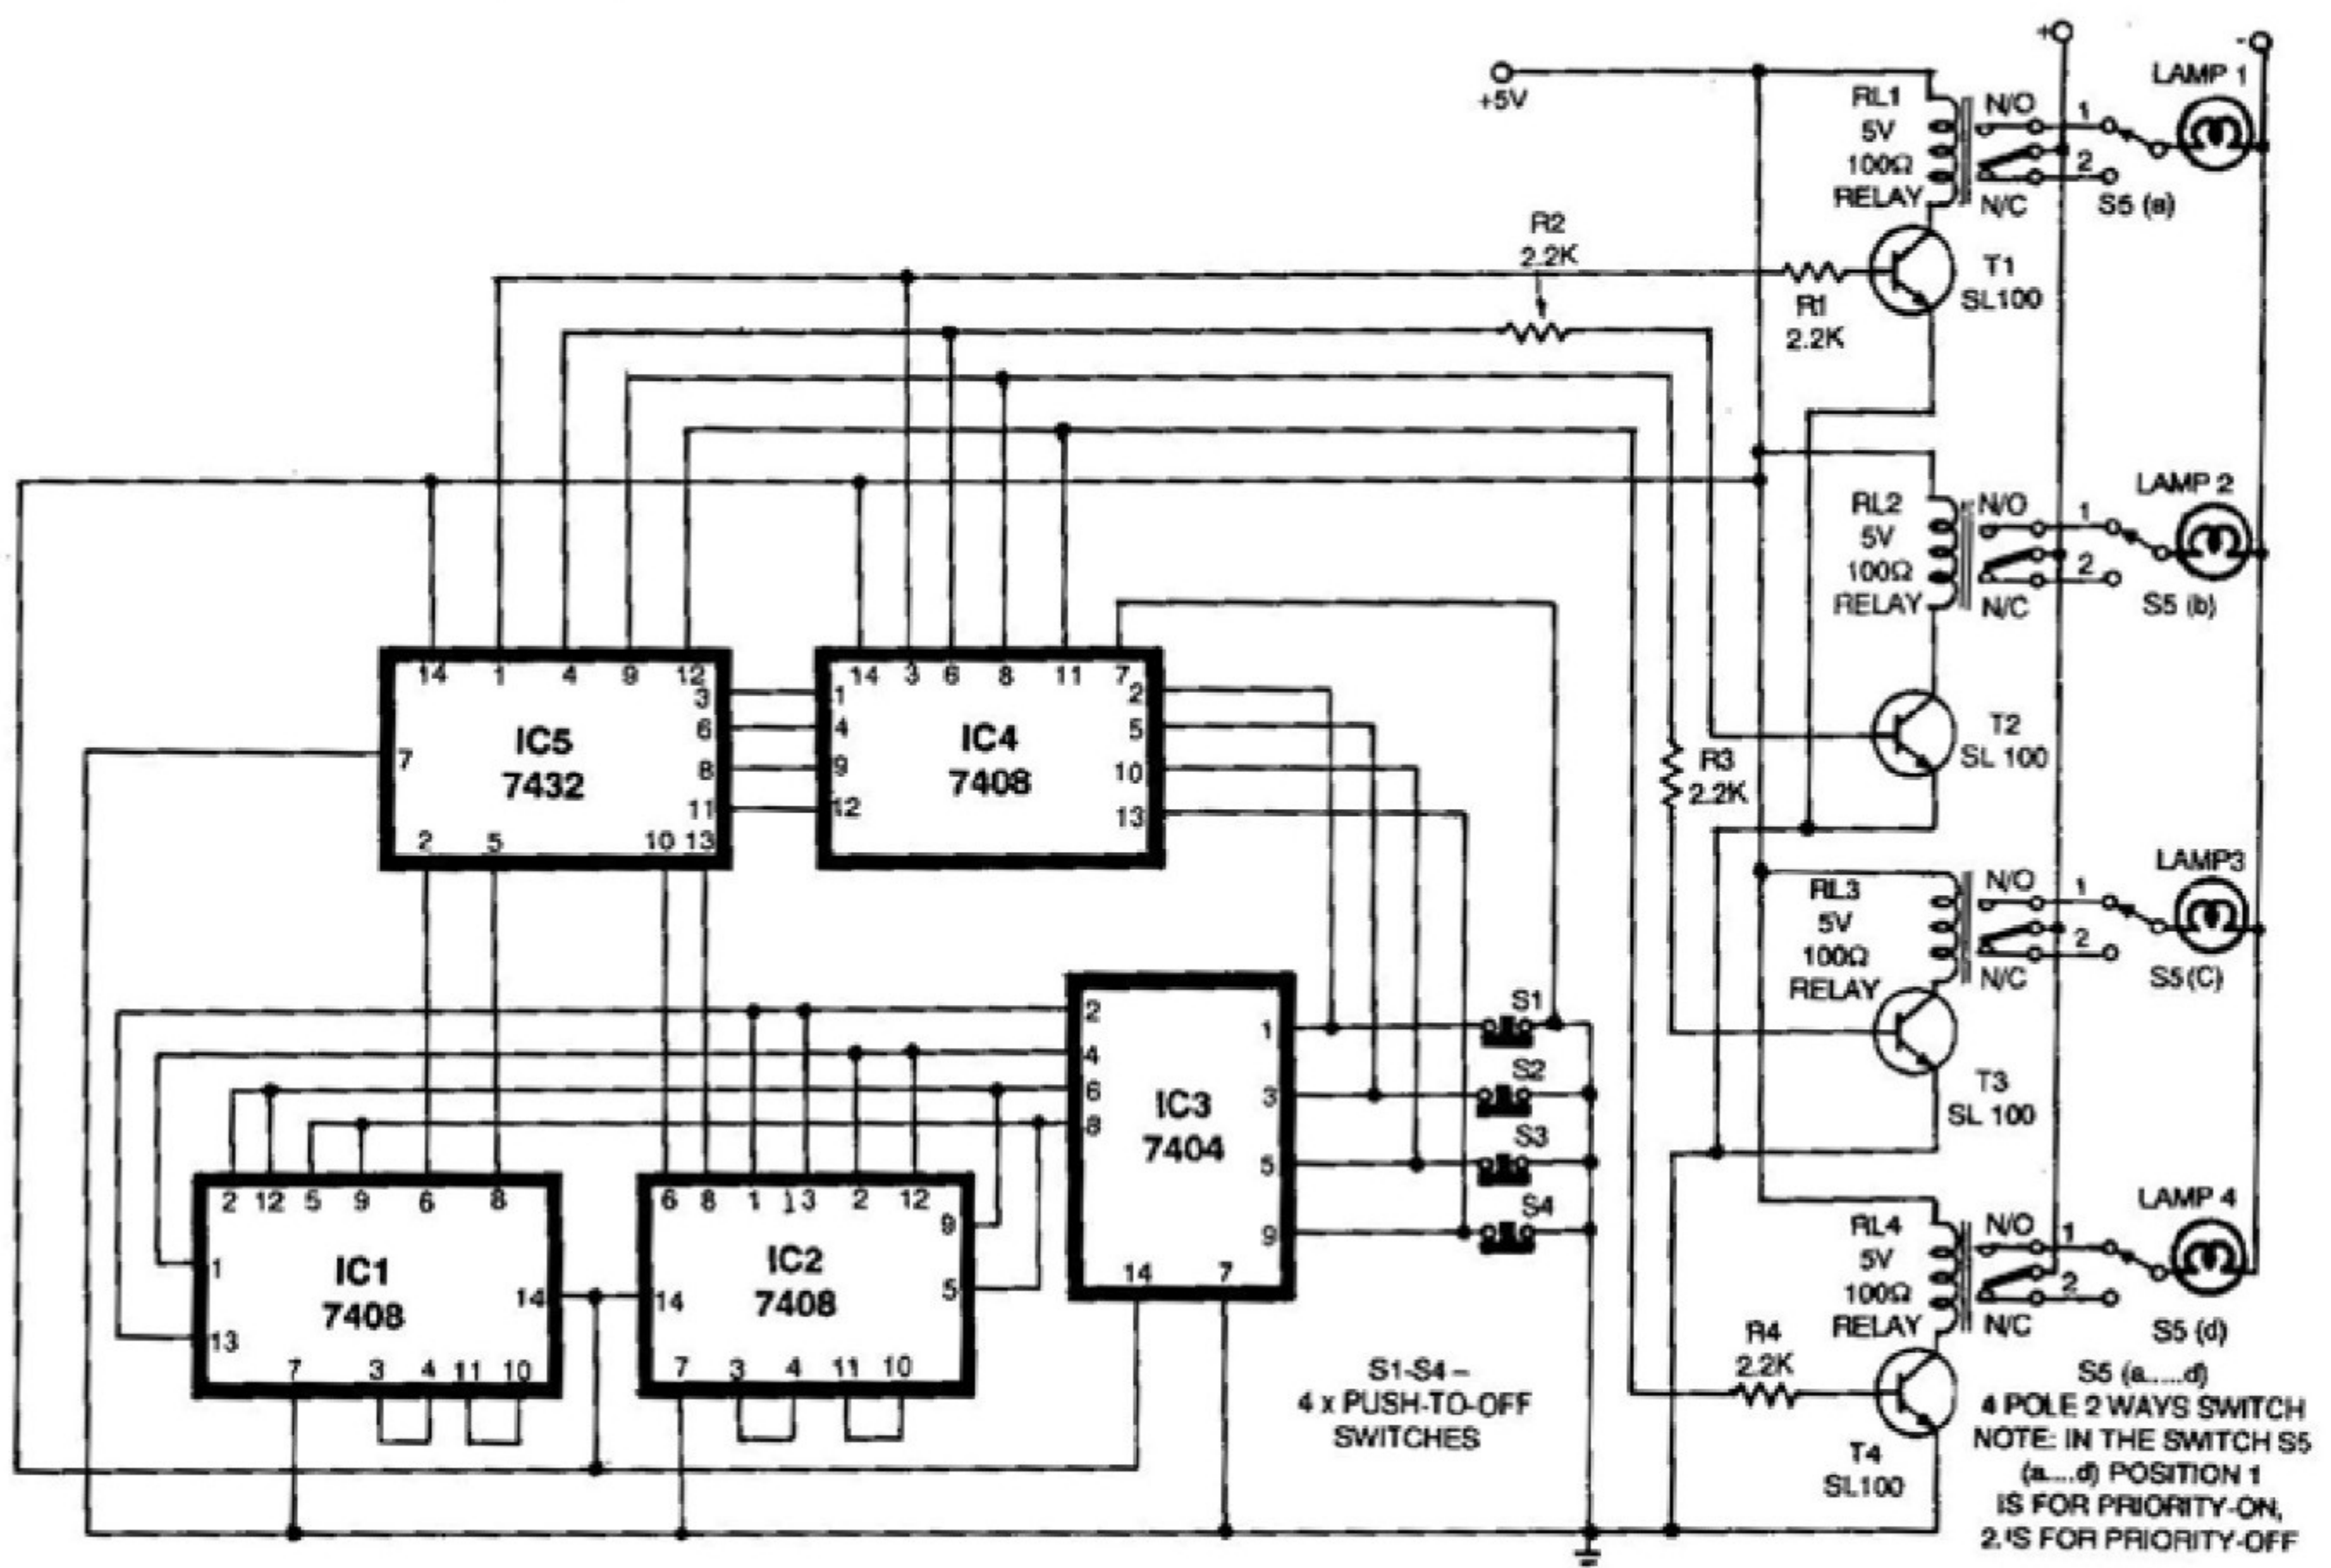 +
-
LAMP 1
+5V
RL1
5V
100Ω
RELAY
N/O
1
2
N/C
S5 (a)
R2
2.2K
T1
SL100
R1
2.2K
LAMP 2
RL2
5V
100Ω
RELAY
N/O
1
2
N/C
S5 (b)
14 1 4 9 12
3
6
8
11
IC5
7432
7
2 5 10 13
14 3 6 8 11 7
1
4
9
12
IC4
7408
2
5
10
13
T2
SL 100
R3
2.2K
LAMP3
RL3
5V
100Ω
RELAY
N/O
1
2
N/C
S5(C)
2
4
6
8
IC3
7404
1
3
5
9
14 7
S1
S2
S3
S4
T3
SL 100
2 12 5 9 6 8
1
13
IC1
7408
14
7 3 4 11 10
6 8 1 13 2 12
9
5
IC2
7408
14
7 3 4 11 10
LAMP 4
RL4
5V
100Ω
RELAY
N/O
1
2
N/C
S5 (d)
R4
2.2K
T4
SL100
S1-S4 –
4 x PUSH-TO-OFF
SWITCHES
S5 (a.....d)
4 POLE 2 WAYS SWITCH
NOTE: IN THE SWITCH S5
(a....d) POSITION 1
IS FOR PRIORITY-ON,
2.IS FOR PRIORITY-OFF